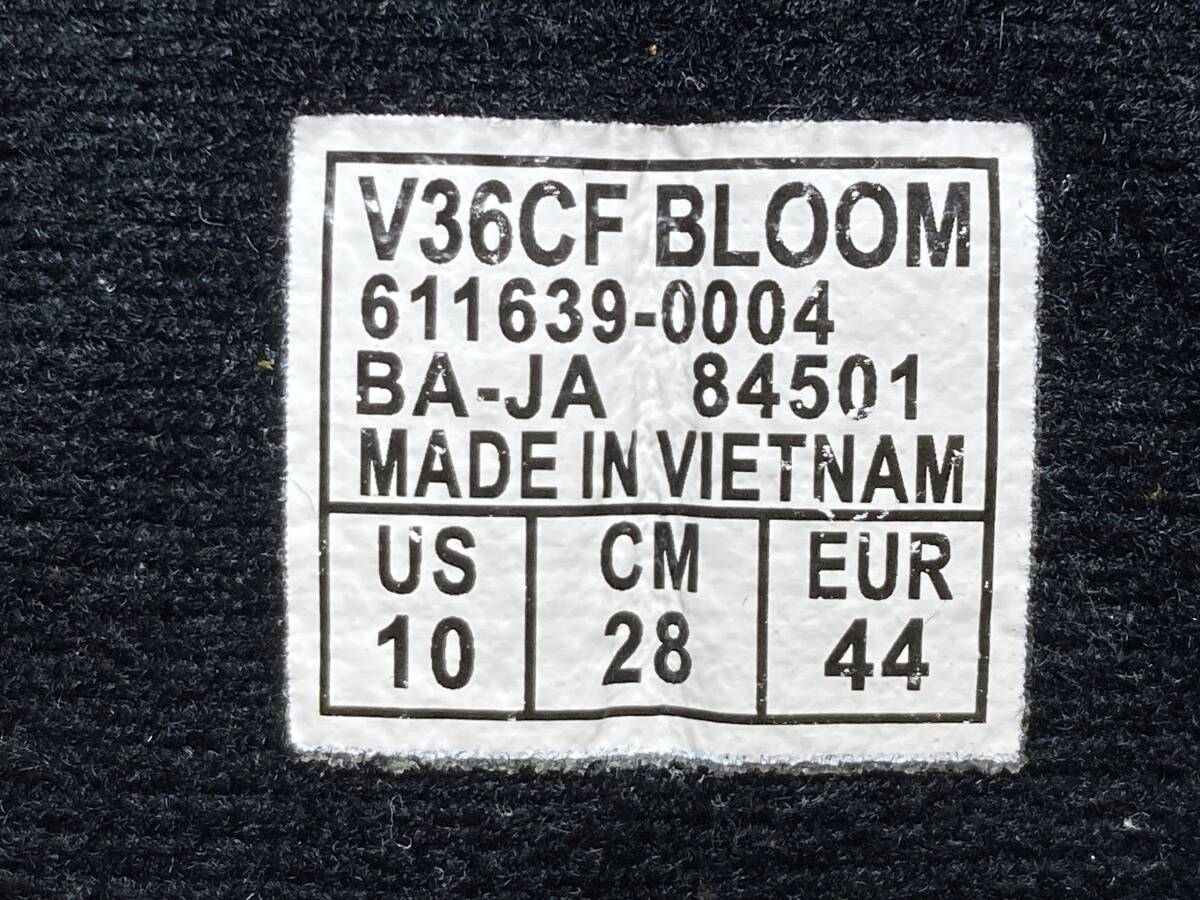 V36CF BLOOM
611639-0004
BA-JA 84501
MADE IN VIETNAM
US CM EUR
10 28 44